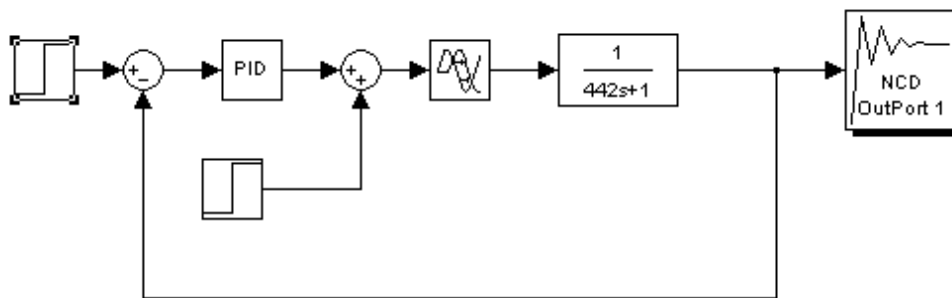 +
−
PID
+
+
1
442s+1
NCD
OutPort 1